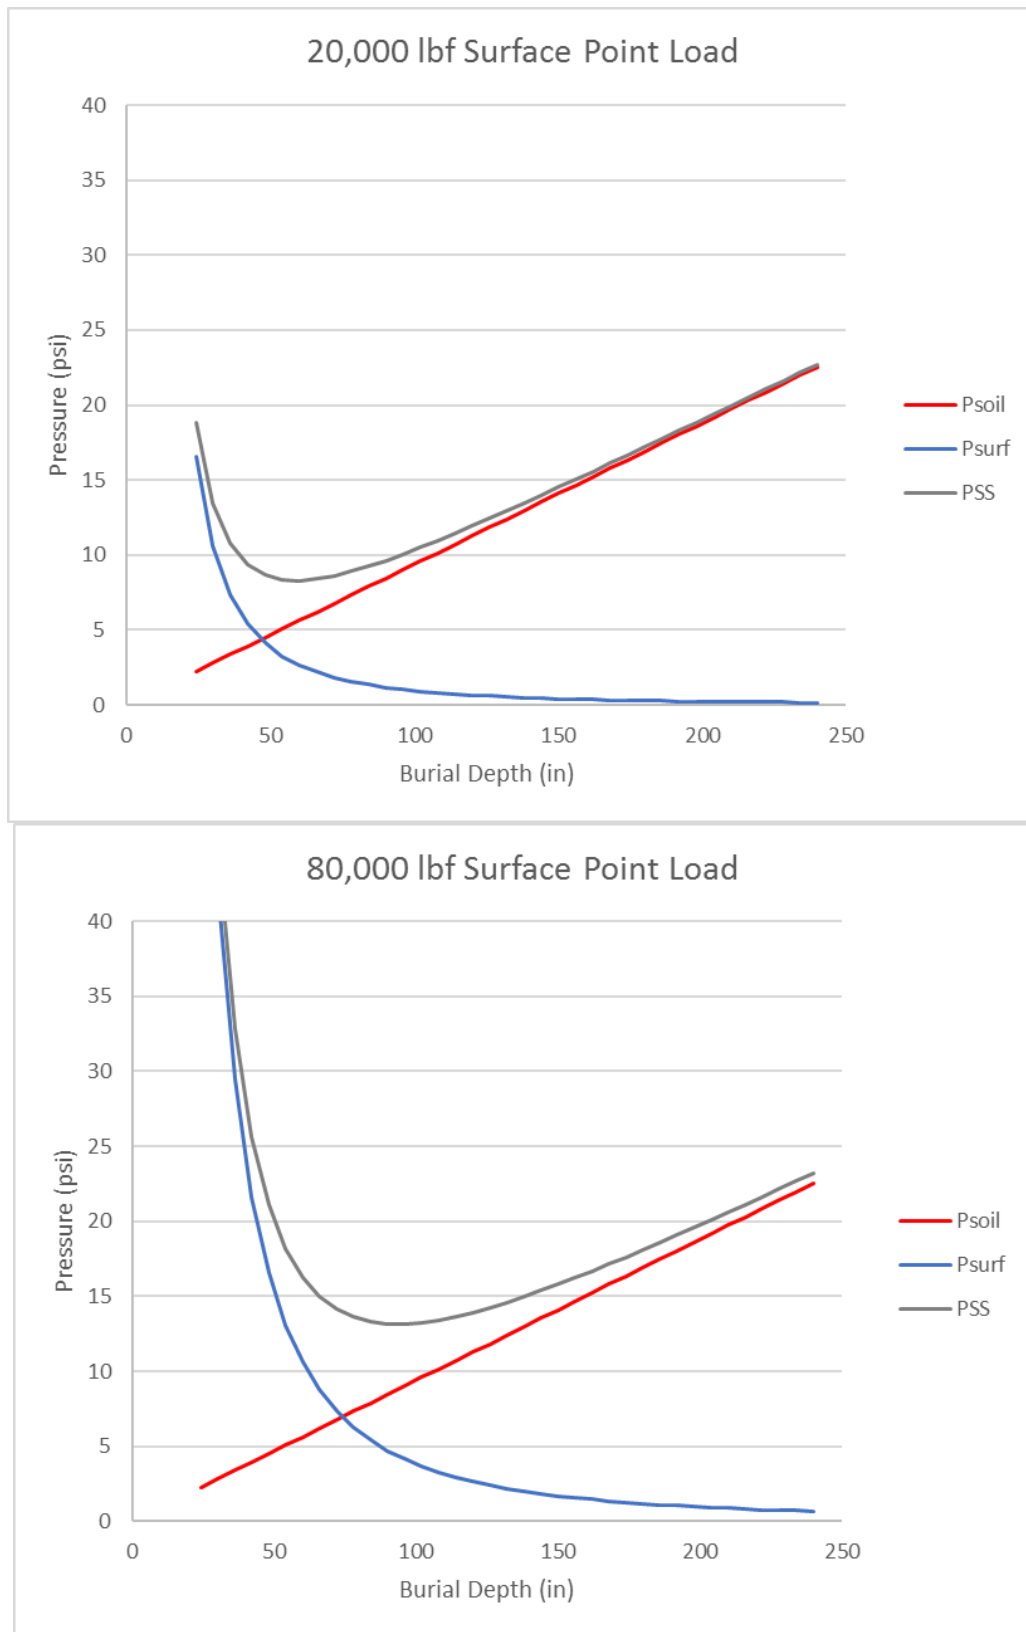 20,000 lbf Surface Point Load
40
35
30
25
20
15
10
5
0
Pressure (psi)
0 50 100 150 200 250
Burial Depth (in)
Psoil
Psurf
PSS
80,000 lbf Surface Point Load
40
35
30
25
20
15
10
5
0
Pressure (psi)
0 50 100 150 200 250
Burial Depth (in)
Psoil
Psurf
PSS